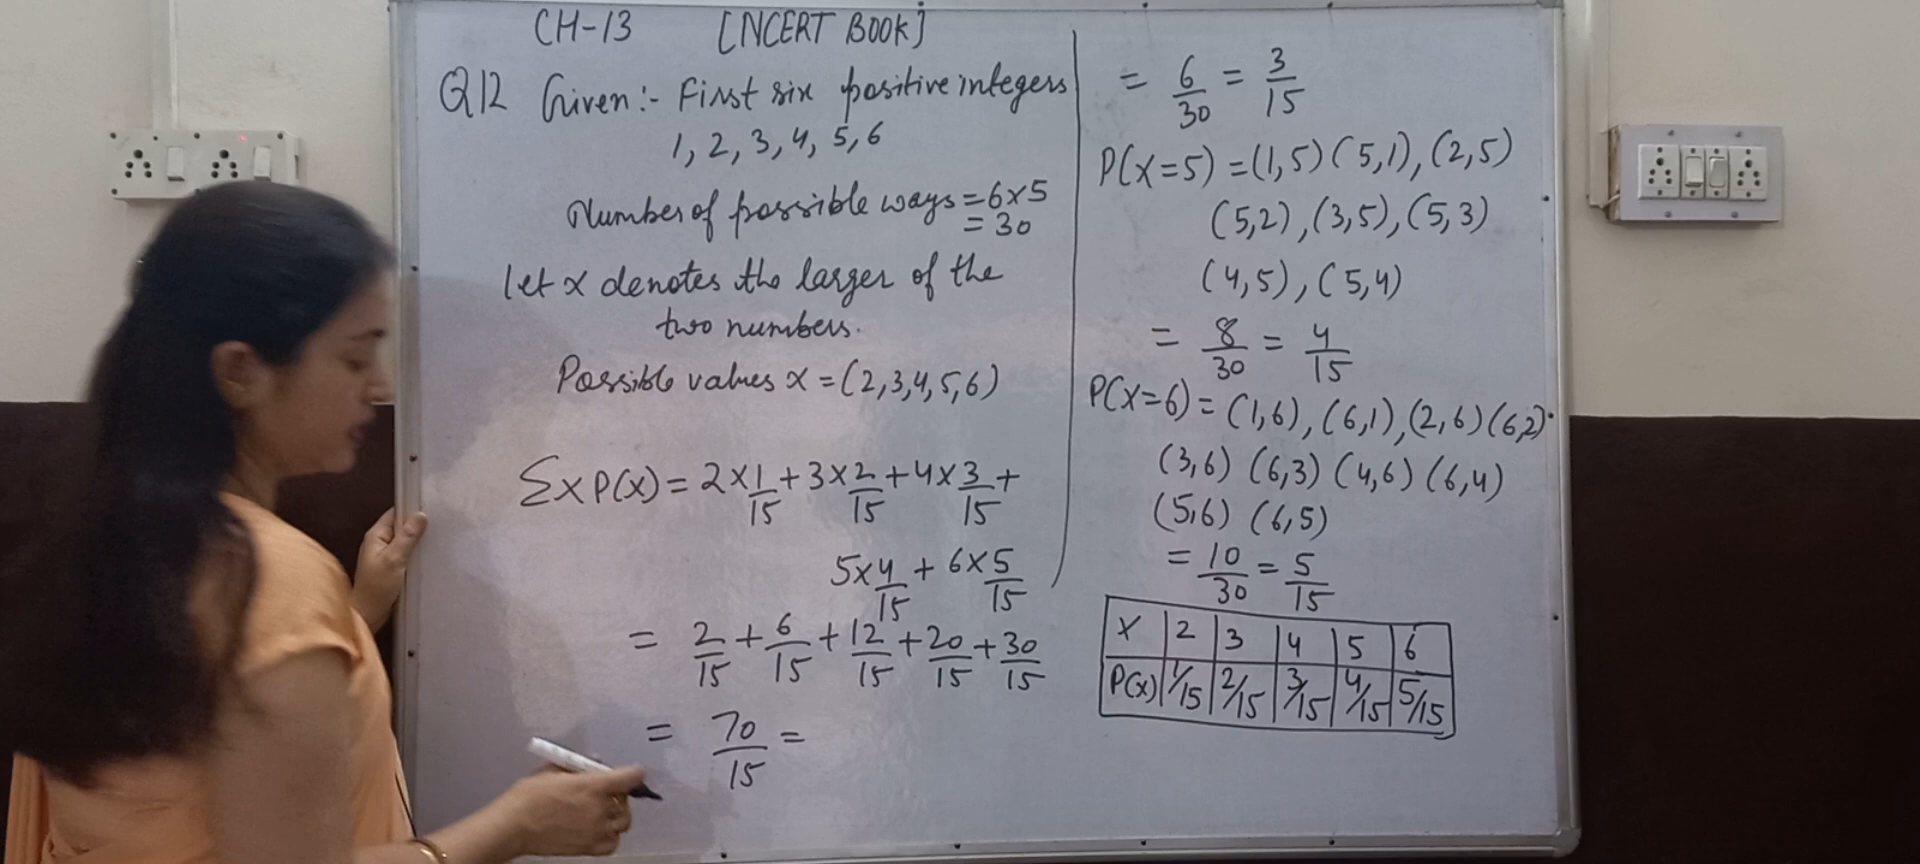 CH-13 [NCERT BOOK]
Q12 Given:- First six positive integers
1, 2, 3, 4, 5, 6
Number of possible ways = 6×5
= 30
let x denotes the larger of the
two numbers.
Possible values x = (2,3,4,5,6)
ΣXP(X) = 2×1/15 + 3×2/15 + 4×3/15 +
5×4/15 + 6×5/15
= 2/15 + 6/15 + 12/15 + 20/15 + 30/15
= 70/15 =
= 6/30 = 3/15
P(X=5) = (1,5) (5,1), (2,5)
(5,2), (3,5), (5,3)
(4,5), (5,4)
= 8/30 = 4/15
P(X=6) = (1,6), (6,1), (2,6) (6,2)
(3,6) (6,3) (4,6) (6,4)
(5,6) (6,5)
= 10/30 = 5/15
X 2 3 4 5 6
P(X) 1/15 2/15 3/15 4/15 5/15